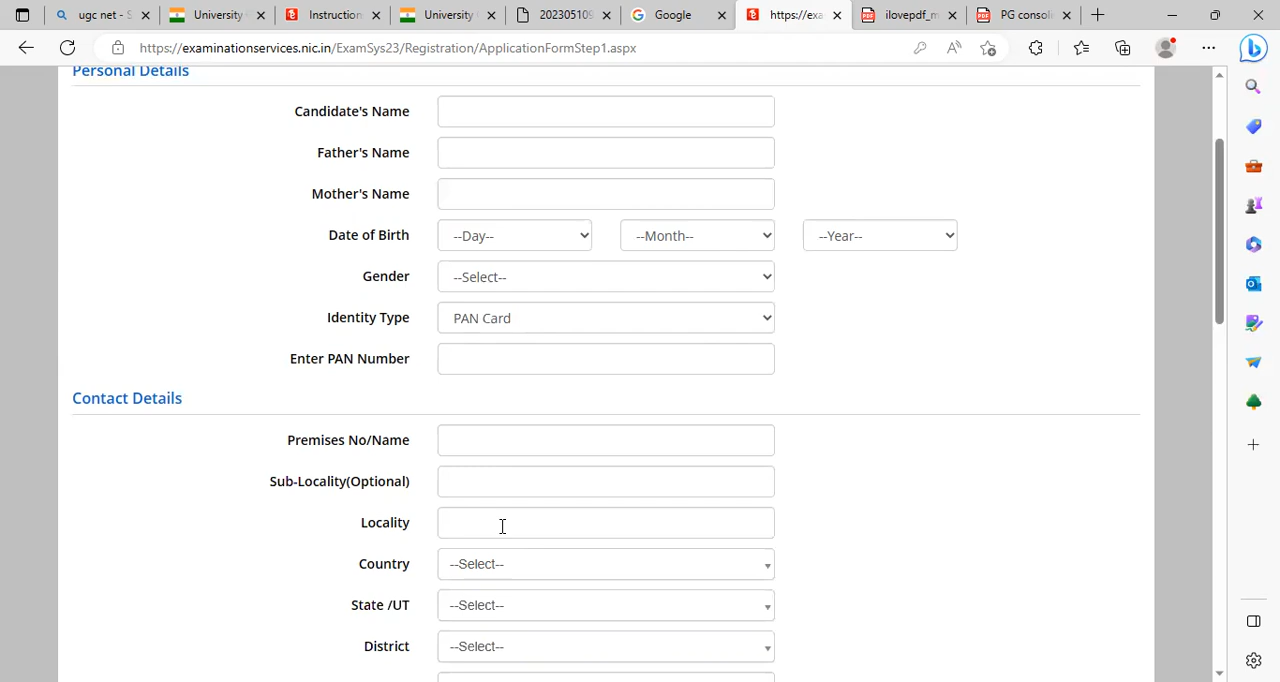 ugc net - S
University
Instruction
University
202305109
Google
https://exa
ilovepdf_m
PG consoli
https://examinationservices.nic.in/ExamSys23/Registration/ApplicationFormStep1.aspx
Personal Details
Candidate's Name
Father's Name
Mother's Name
Date of Birth --Day-- --Month-- --Year--
Gender --Select--
Identity Type PAN Card
Enter PAN Number
Contact Details
Premises No/Name
Sub-Locality(Optional)
Locality
Country --Select--
State /UT --Select--
District --Select--